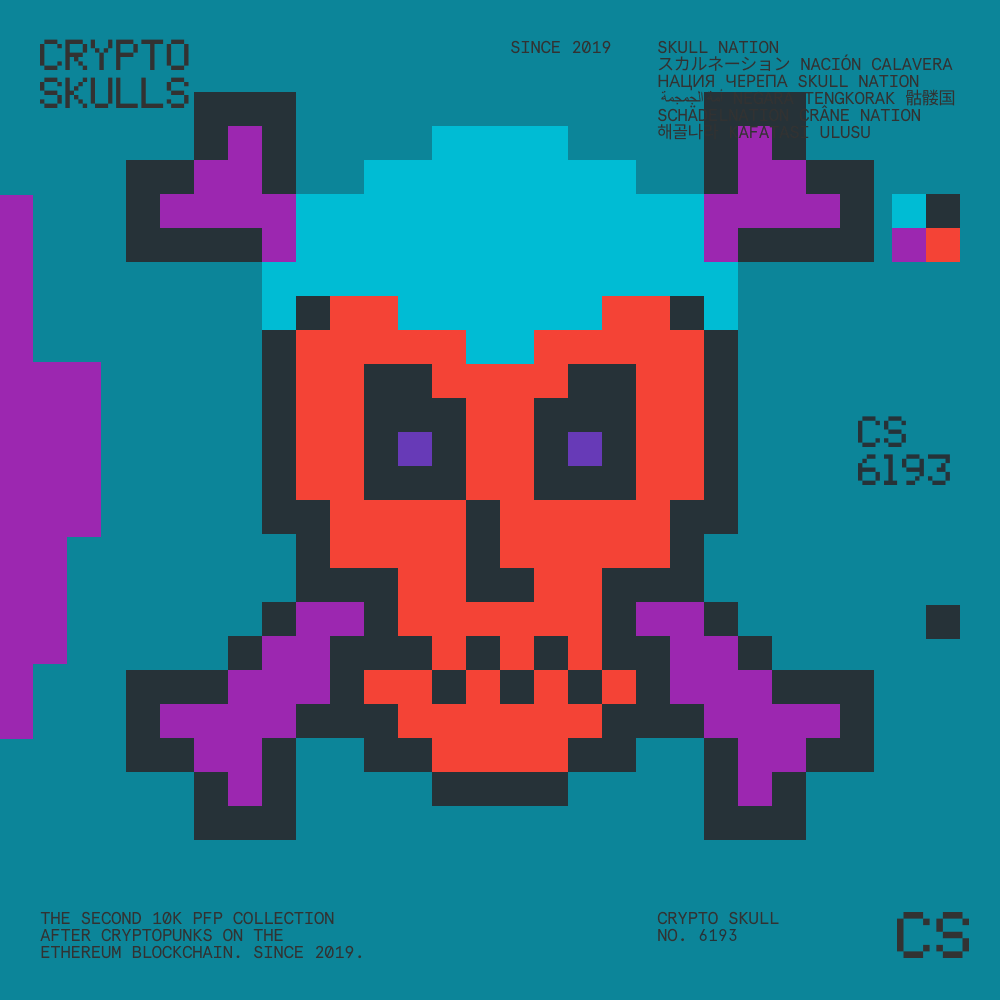 CRYPTO
SKULLS
SINCE 2019
SKULL NATION
スカルネーション NACIÓN CALAVERA
НАЦИЯ ЧЕРЕПА SKULL NATION
TENGKORAK 骷髅国
CRÂNE NATION
해골나 ULUSU
CS
6193
THE SECOND 10K PFP COLLECTION
AFTER CRYPTOPUNKS ON THE
ETHEREUM BLOCKCHAIN. SINCE 2019.
CRYPTO SKULL
NO. 6193
CS